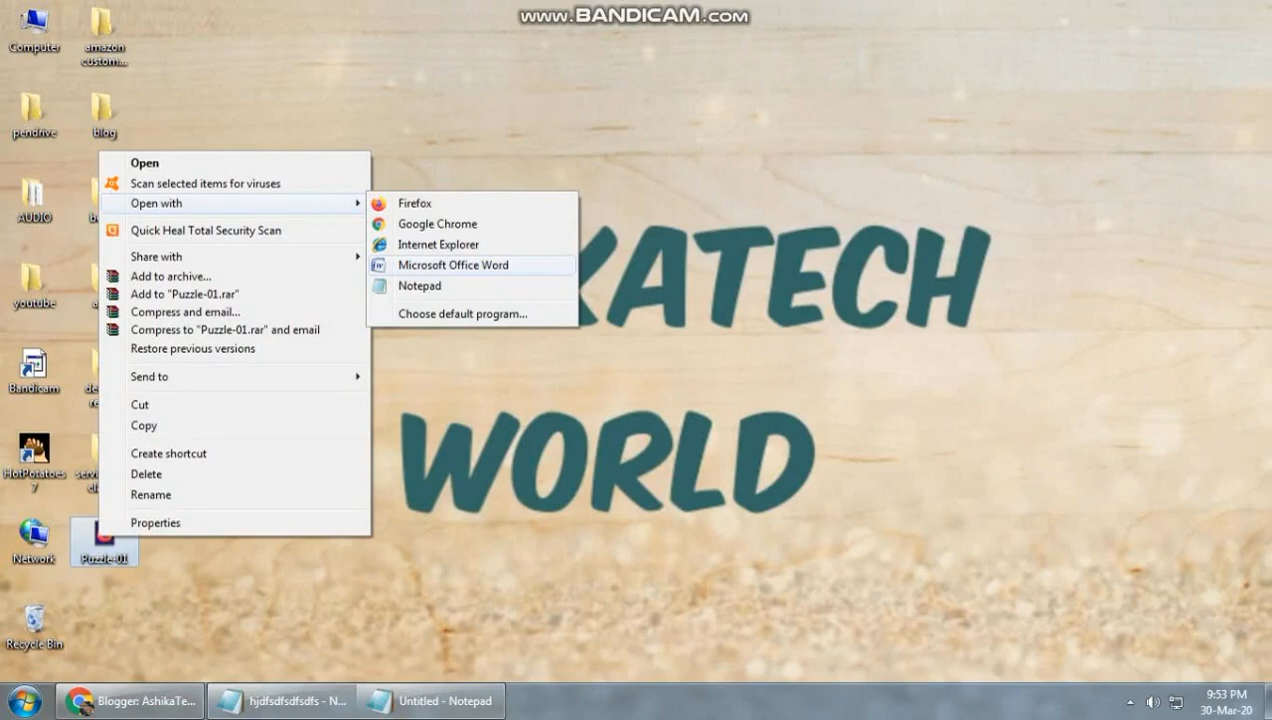 www.BANDICAM.com
Computer
amazon
custom...
pendrive
blog
AUDIO
youtube
Bandicam
HotPotatoes
7
Network
Puzzle-01
Recycle Bin
Open
Scan selected items for viruses
Open with
Quick Heal Total Security Scan
Share with
Add to archive...
Add to "Puzzle-01.rar"
Compress and email...
Compress to "Puzzle-01.rar" and email
Restore previous versions
Send to
Cut
Copy
Create shortcut
Delete
Rename
Properties
Firefox
Google Chrome
Internet Explorer
Microsoft Office Word
Notepad
Choose default program...
KATECH
WORLD
Blogger: AshikaTe...
hjdfsdfsdfsdfs - N...
Untitled - Notepad
9:53 PM
30-Mar-20